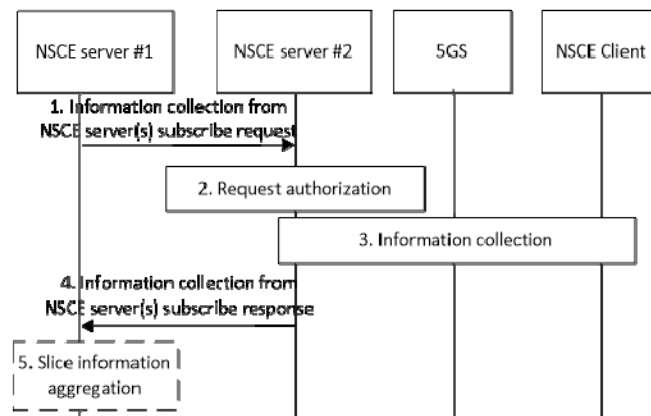 NSCE server #1
NSCE server #2
5GS
NSCE Client
1. Information collection from
NSCE server(s) subscribe request
2. Request authorization
3. Information collection
4. Information collection from
NSCE server(s) subscribe response
5. Slice information
aggregation